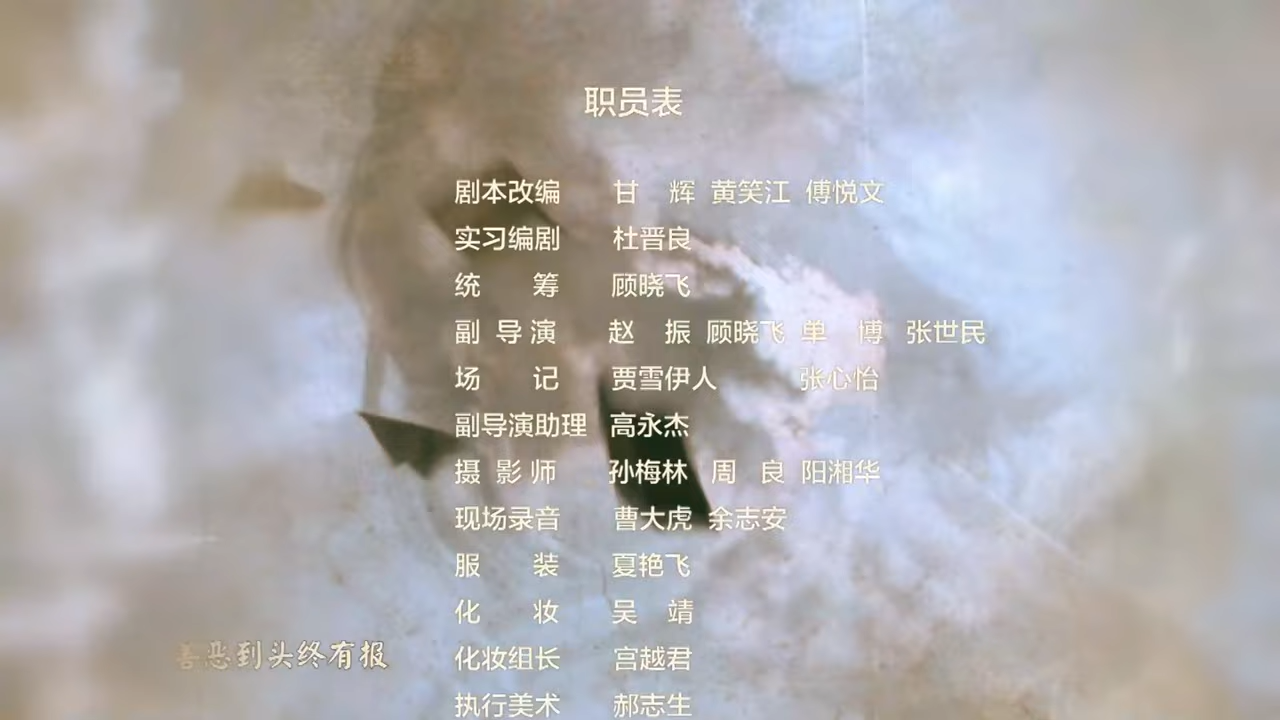 职员表
剧本改编 甘 辉 黄笑江 傅悦文
实习编剧 杜晋良
统 筹 顾晓飞
副 导 演 赵 振 顾晓飞 单 博 张世民
场 记 贾雪伊人 张心怡
副导演助理 高永杰
摄 影 师 孙梅林 周 良 阳湘华
现场录音 曹大虎 余志安
服 装 夏艳飞
化 妆 吴 靖
化妆组长 宫越君
善恶到头终有报
执行美术 郝志生